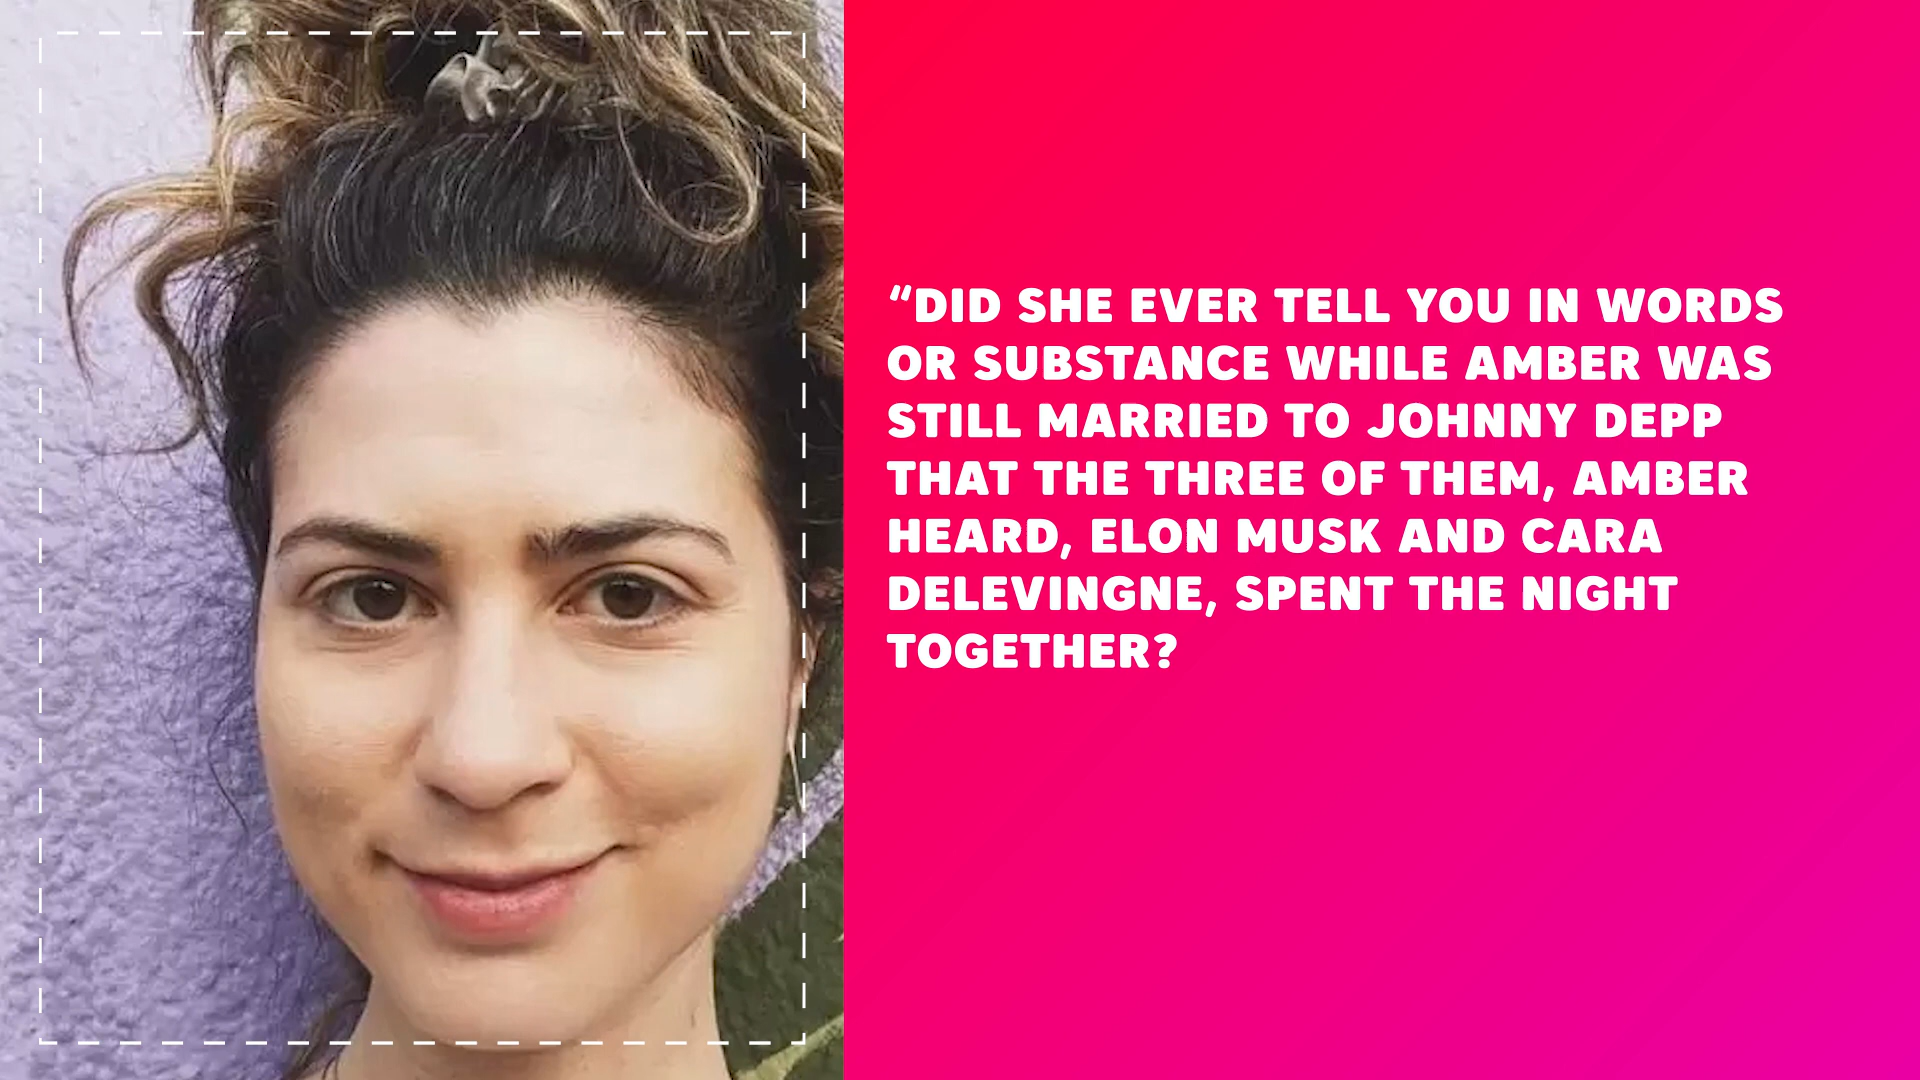 “DID SHE EVER TELL YOU IN WORDS
OR SUBSTANCE WHILE AMBER WAS
STILL MARRIED TO JOHNNY DEPP
THAT THE THREE OF THEM, AMBER
HEARD, ELON MUSK AND CARA
DELEVINGNE, SPENT THE NIGHT
TOGETHER?